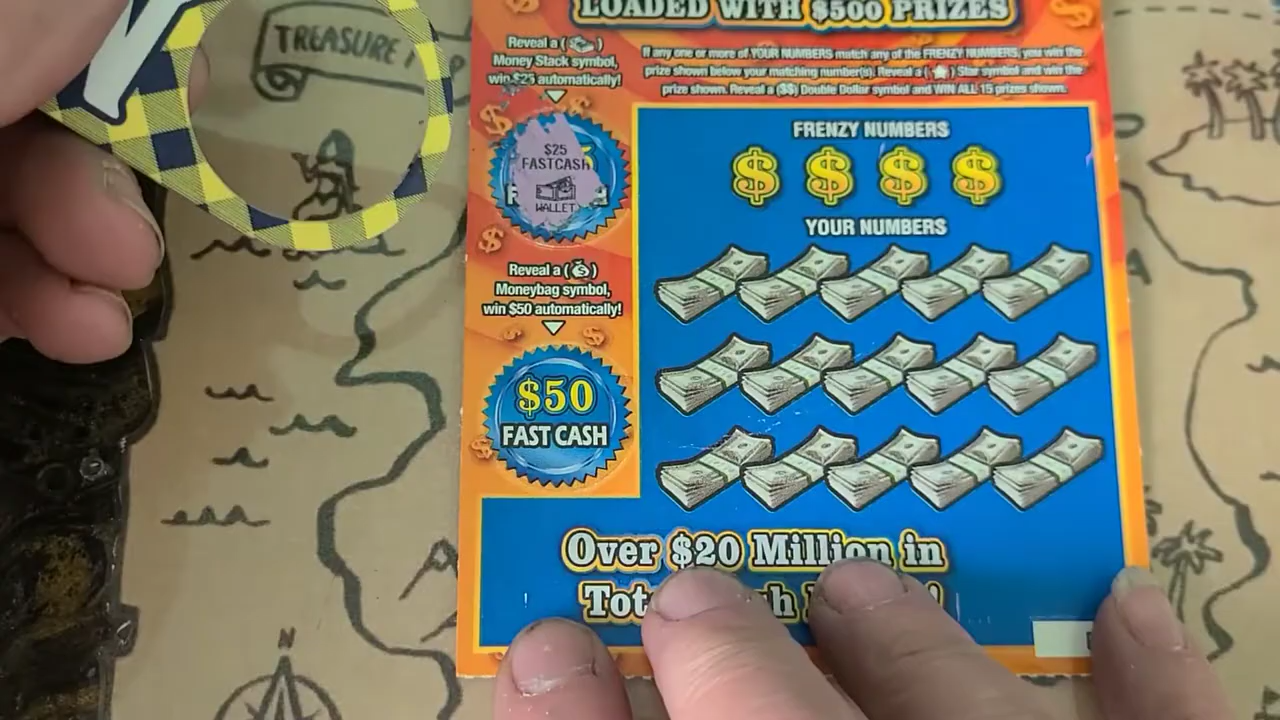 TREASURE
LOADED WITH $500 PRIZES
Reveal a ( )
Money Stack symbol,
win $25 automatically!
If any one or more of YOUR NUMBERS match any of the FRENZY NUMBERS, you win the
prize shown below your matching number(s). Reveal a ( ) Star symbol and win the
prize shown. Reveal a ($$) Double Dollar symbol and WIN ALL 15 prizes shown.
$25
FASTCASH
WALLET
FRENZY NUMBERS
$ $ $ $
YOUR NUMBERS
Reveal a ( )
Moneybag symbol,
win $50 automatically!
$50
FAST CASH
Over $20 Million in
N